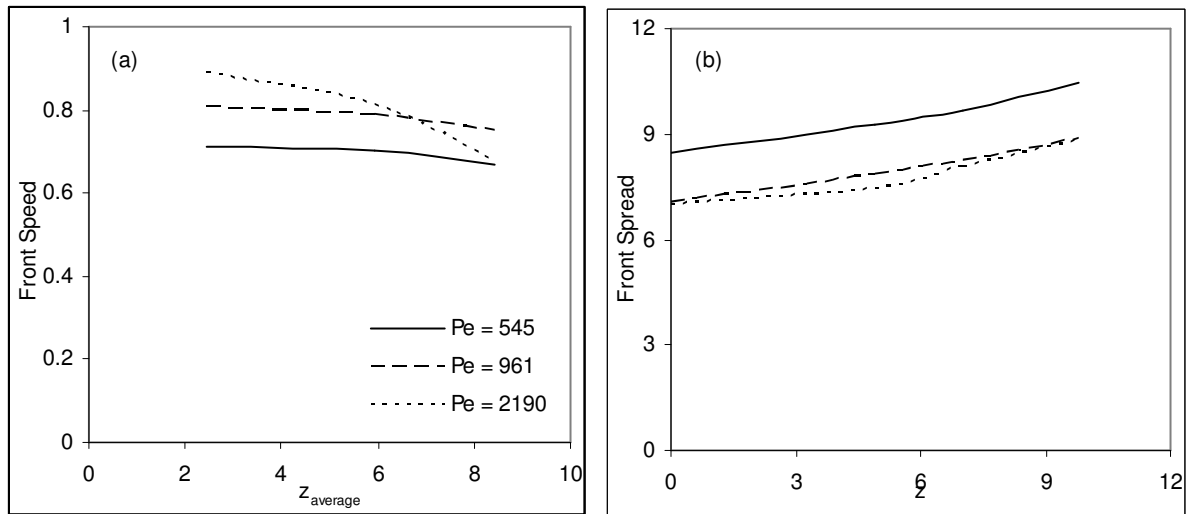 (a)
Front Speed
1
0.8
0.6
0.4
0.2
0
0 2 4 6 8 10
z average
Pe = 545
Pe = 961
Pe = 2190
(b)
Front Spread
12
9
6
3
0
0 3 6 9 12
z